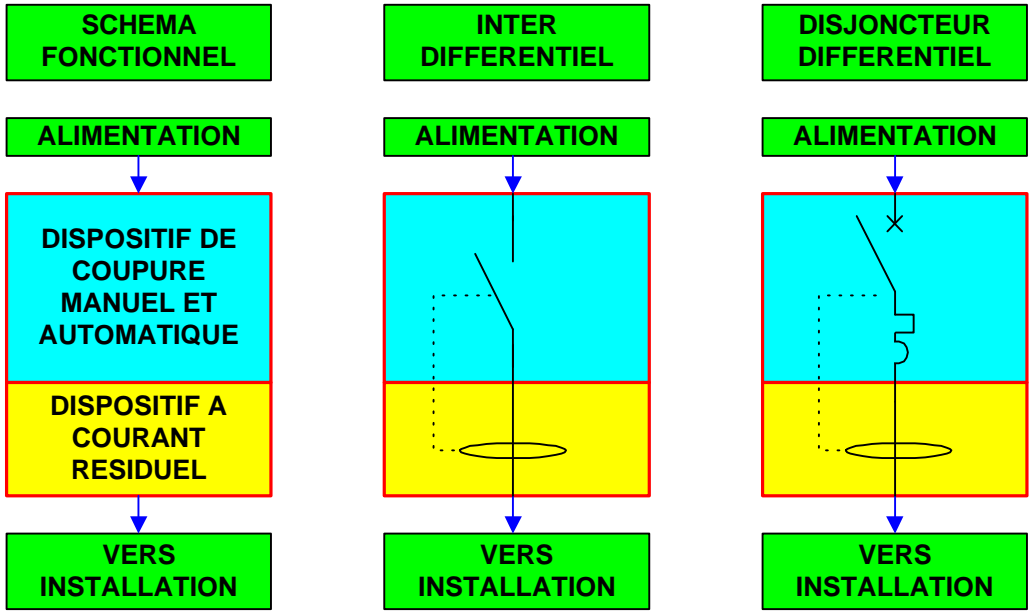 SCHEMA
FONCTIONNEL
INTER
DIFFERENTIEL
DISJONCTEUR
DIFFERENTIEL
ALIMENTATION
ALIMENTATION
ALIMENTATION
DISPOSITIF DE
COUPURE
MANUEL ET
AUTOMATIQUE
DISPOSITIF A
COURANT
RESIDUEL
VERS
INSTALLATION
VERS
INSTALLATION
VERS
INSTALLATION